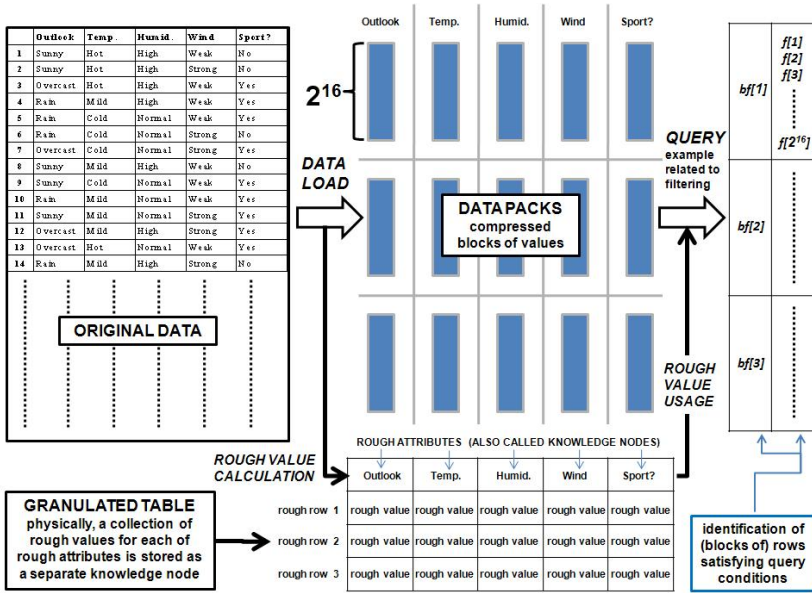 Outlook Temp. Humid. Wind Sport?
1 Sunny Hot High Weak No
2 Sunny Hot High Strong No
3 Overcast Hot High Weak Yes
4 Rain Mild High Weak Yes
5 Rain Cold Normal Weak Yes
6 Rain Cold Normal Strong No
7 Overcast Cold Normal Strong Yes
8 Sunny Mild High Weak No
9 Sunny Cold Normal Weak Yes
10 Rain Mild Normal Weak Yes
11 Sunny Mild Normal Strong Yes
12 Overcast Mild High Strong Yes
13 Overcast Hot Normal Weak Yes
14 Rain Mild High Strong No
ORIGINAL DATA
DATA
LOAD
Outlook Temp. Humid. Wind Sport?
2¹⁶
DATA PACKS
compressed
blocks of values
QUERY
example
related to
filtering
bf[1]
f[1]
f[2]
f[3]
f[2¹⁶]
bf[2]
bf[3]
ROUGH
VALUE
USAGE
ROUGH VALUE
CALCULATION
ROUGH ATTRIBUTES (ALSO CALLED KNOWLEDGE NODES)
Outlook Temp. Humid. Wind Sport?
rough row 1 rough value rough value rough value rough value rough value
rough row 2 rough value rough value rough value rough value rough value
rough row 3 rough value rough value rough value rough value rough value
GRANULATED TABLE
physically, a collection of
rough values for each of
rough attributes is stored as
a separate knowledge node
identification of
(blocks of) rows
satisfying query
conditions